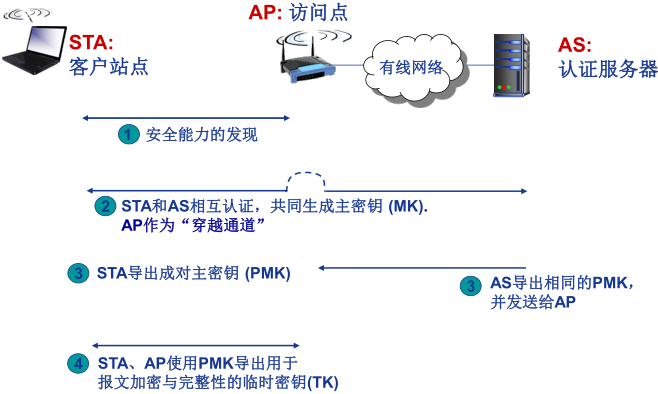 AP: 访问点
STA:
客户站点
有线网络
AS:
认证服务器
1 安全能力的发现
2 STA和AS相互认证，共同生成主密钥 (MK).
AP作为“穿越通道”
3 STA导出成对主密钥 (PMK)
3 AS导出相同的PMK，
并发送给AP
4 STA、AP使用PMK导出用于
报文加密与完整性的临时密钥(TK)